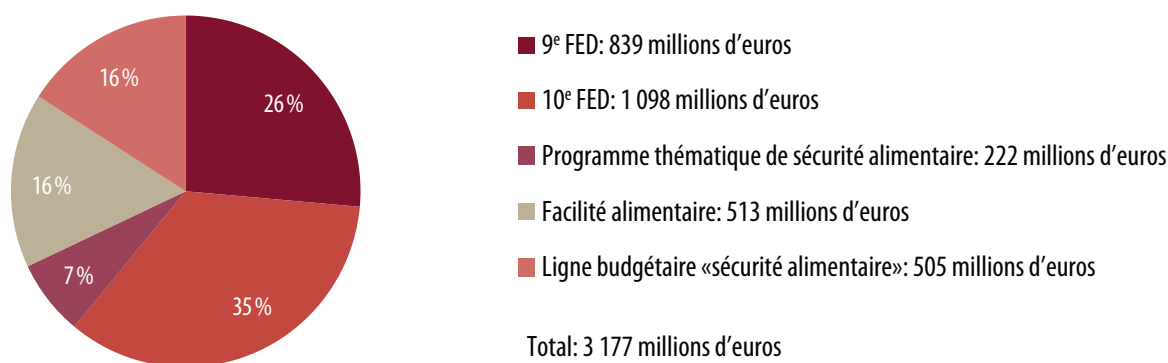 16 %
26 %
16 %
7 %
35 %
9e FED: 839 millions d’euros
10e FED: 1 098 millions d’euros
Programme thématique de sécurité alimentaire: 222 millions d’euros
Facilité alimentaire: 513 millions d’euros
Ligne budgétaire «sécurité alimentaire»: 505 millions d’euros
Total: 3 177 millions d’euros